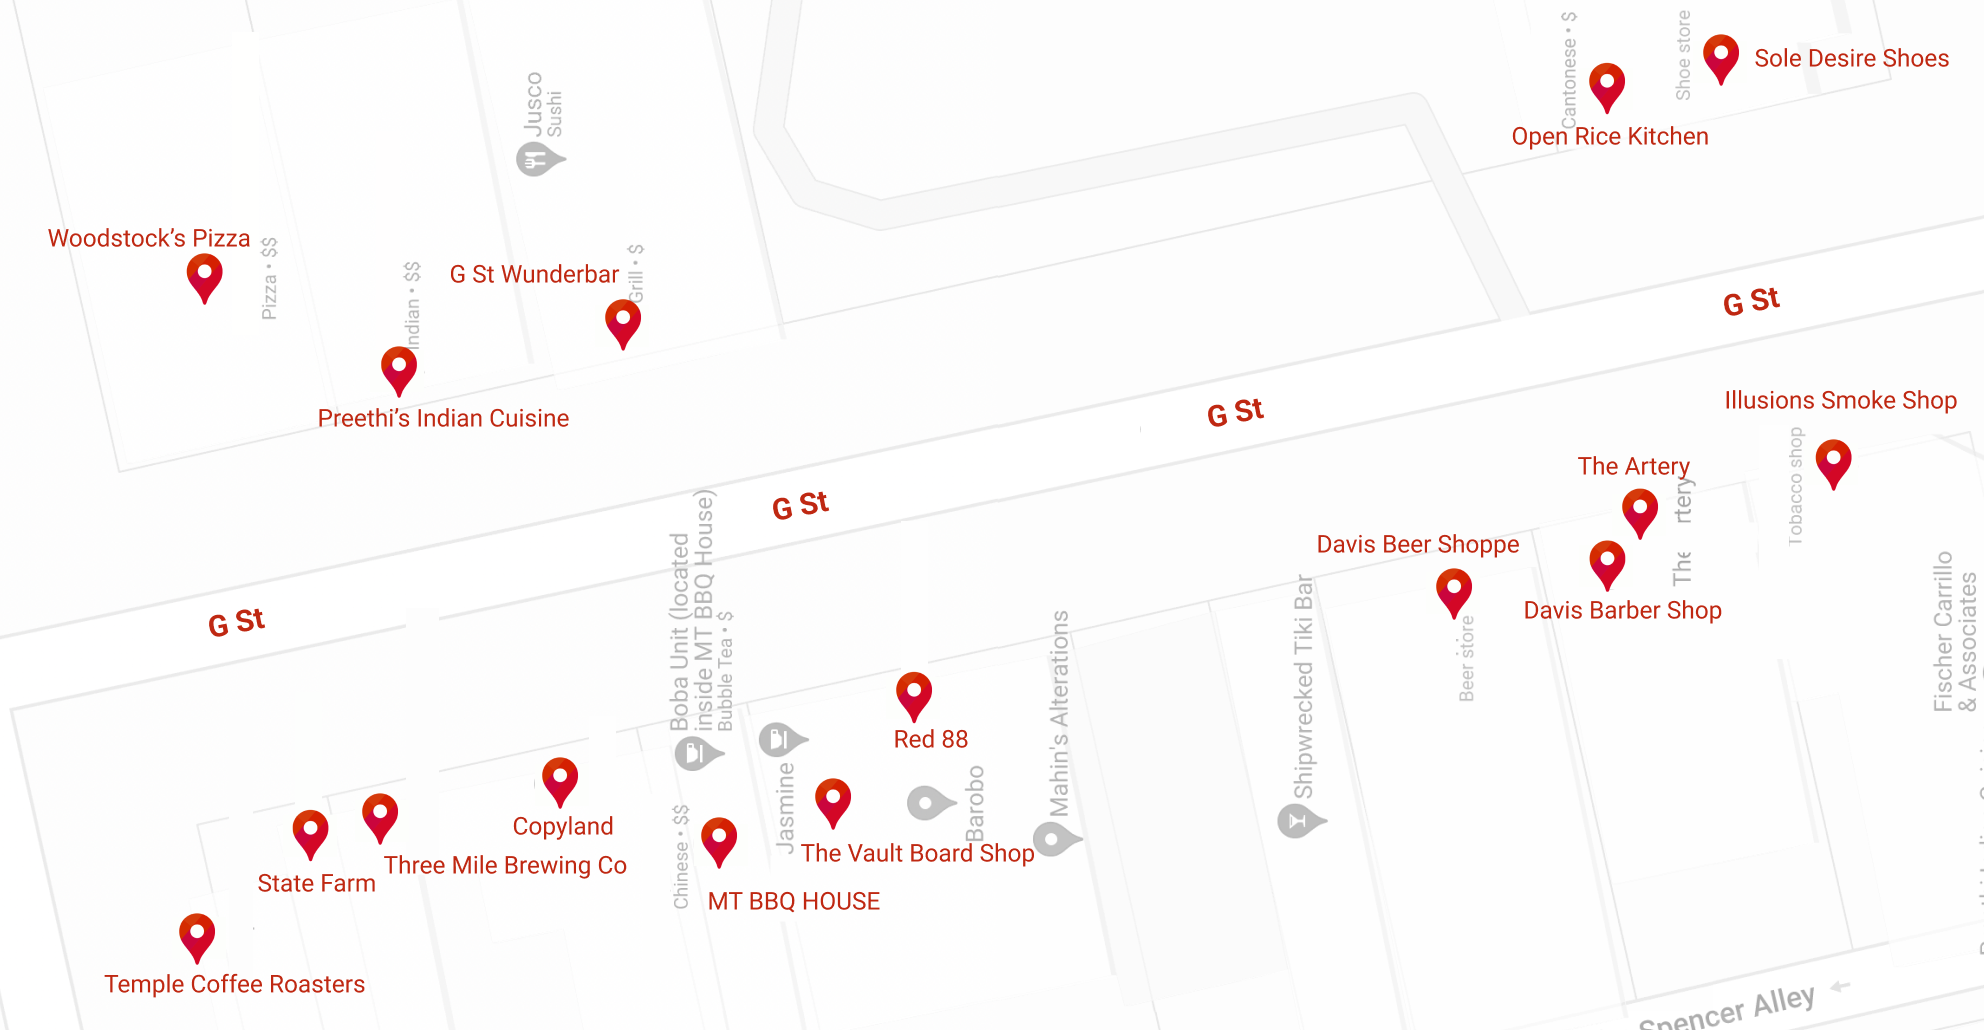 Cantonese • $
Shoe store
Sole Desire Shoes
Open Rice Kitchen
Jusco
Sushi
Woodstock’s Pizza
Pizza • $$
Indian • $$
G St Wunderbar
Grill • $
Preethi’s Indian Cuisine
G St
G St
G St
G St
Illusions Smoke Shop
Tobacco shop
The Artery
The
rtery
Davis Beer Shoppe
Beer store
Davis Barber Shop
Fischer Carrillo
& Associates
Boba Unit (located
inside MT BBQ House)
Bubble Tea • $
Shipwrecked Tiki Bar
Mahin's Alterations
Red 88
Jasmine
Barobo
The Vault Board Shop
Copyland
Three Mile Brewing Co
State Farm
Chinese • $$
MT BBQ HOUSE
Temple Coffee Roasters
Spencer Alley